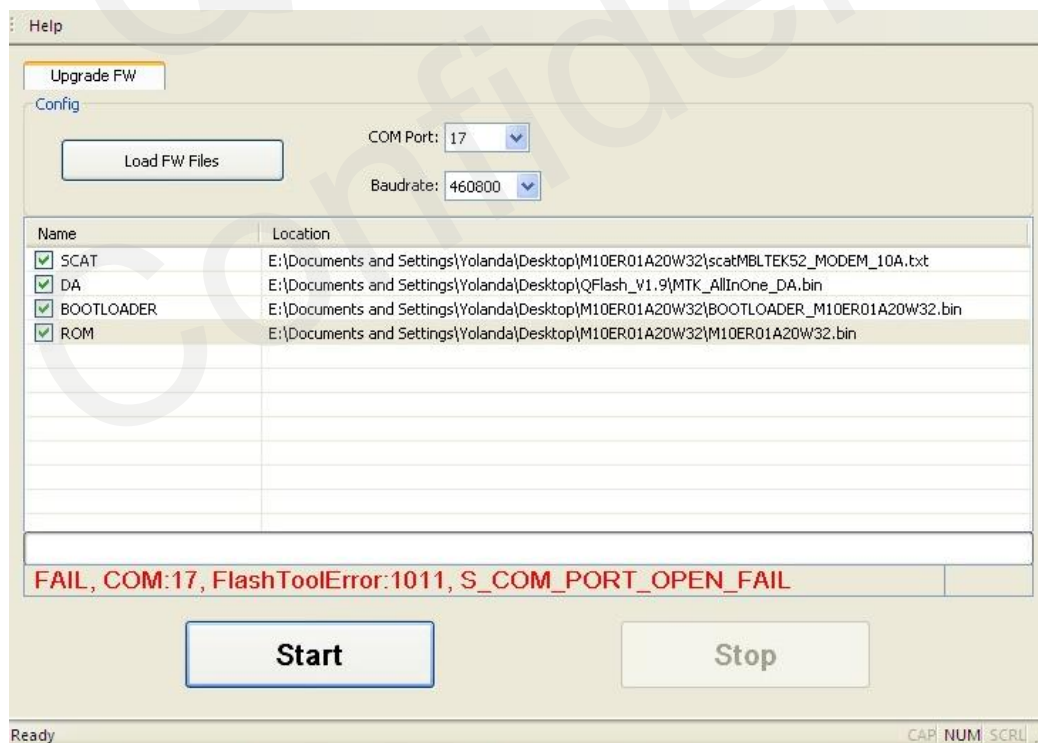 Help
Upgrade FW
Config
Load FW Files
COM Port: 17
Baudrate: 460800
Name Location
SCAT E:\Documents and Settings\Yolanda\Desktop\M10ER01A20W32\scatMBLTEK52_MODEM_10A.txt
DA E:\Documents and Settings\Yolanda\Desktop\QFlash_V1.9\MTK_AllInOne_DA.bin
BOOTLOADER E:\Documents and Settings\Yolanda\Desktop\M10ER01A20W32\BOOTLOADER_M10ER01A20W32.bin
ROM E:\Documents and Settings\Yolanda\Desktop\M10ER01A20W32\M10ER01A20W32.bin
FAIL, COM:17, FlashToolError:1011, S_COM_PORT_OPEN_FAIL
Start Stop
Ready CAP NUM SCRL